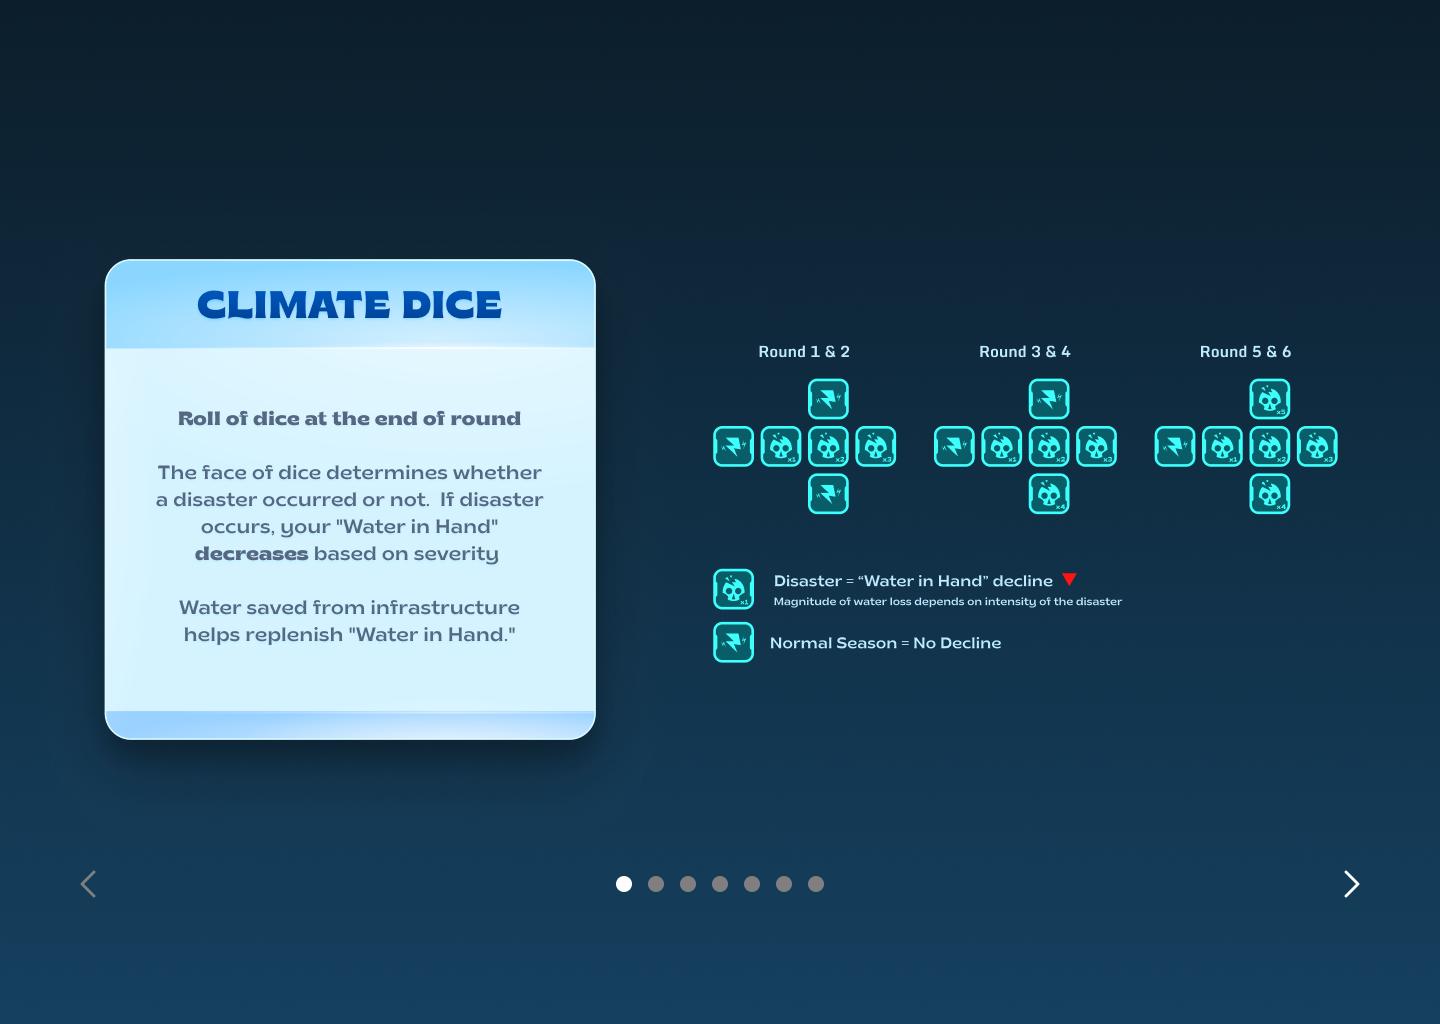 CLIMATE DICE
Roll of dice at the end of round
The face of dice determines whether
a disaster occurred or not.  If disaster
occurs, your "Water in Hand"
decreases based on severity
Water saved from infrastructure
helps replenish "Water in Hand."
Round 1 & 2
x1 x2 x3
Round 3 & 4
x1 x2 x3
x4
Round 5 & 6
x5
x1 x2 x3
x4
x1
Disaster = “Water in Hand” decline
Magnitude of water loss depends on intensity of the disaster
Normal Season = No Decline